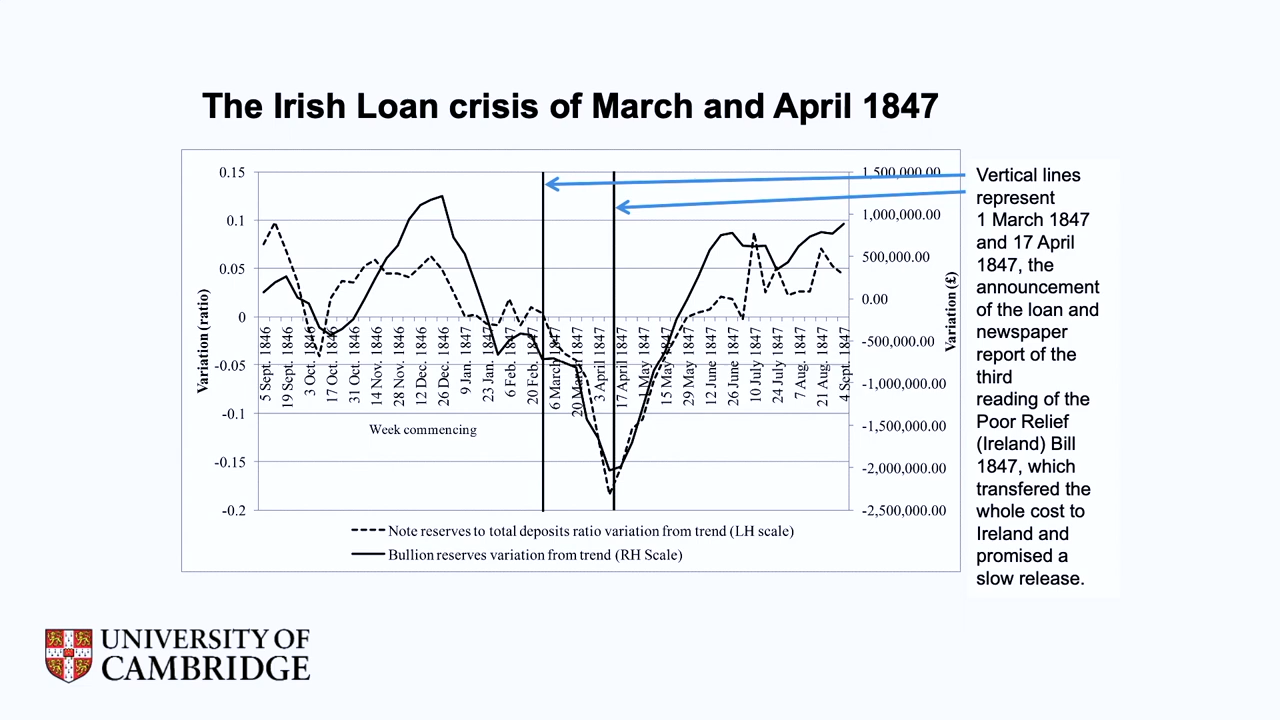 The Irish Loan crisis of March and April 1847
0.15
0.1
0.05
0
-0.05
-0.1
-0.15
-0.2
Variation (ratio)
1,500,000.00
1,000,000.00
500,000.00
0.00
-500,000.00
-1,000,000.00
-1,500,000.00
-2,000,000.00
-2,500,000.00
Variation (£)
5 Sept. 1846
19 Sept. 1846
3 Oct. 1846
17 Oct. 1846
31 Oct. 1846
14 Nov. 1846
28 Nov. 1846
12 Dec. 1846
26 Dec. 1846
9 Jan. 1847
23 Jan. 1847
6 Feb. 1847
20 Feb. 1847
6 March 1847
20 March 1847
3 April 1847
17 April 1847
1 May 1847
15 May 1847
29 May 1847
12 June 1847
26 June 1847
10 July 1847
24 July 1847
7 Aug. 1847
21 Aug. 1847
4 Sept. 1847
Week commencing
Note reserves to total deposits ratio variation from trend (LH scale)
Bullion reserves variation from trend (RH Scale)
Vertical lines
represent
1 March 1847
and 17 April
1847, the
announcement
of the loan and
newspaper
report of the
third
reading of the
Poor Relief
(Ireland) Bill
1847, which
transfered the
whole cost to
Ireland and
promised a
slow release.
UNIVERSITY OF
CAMBRIDGE